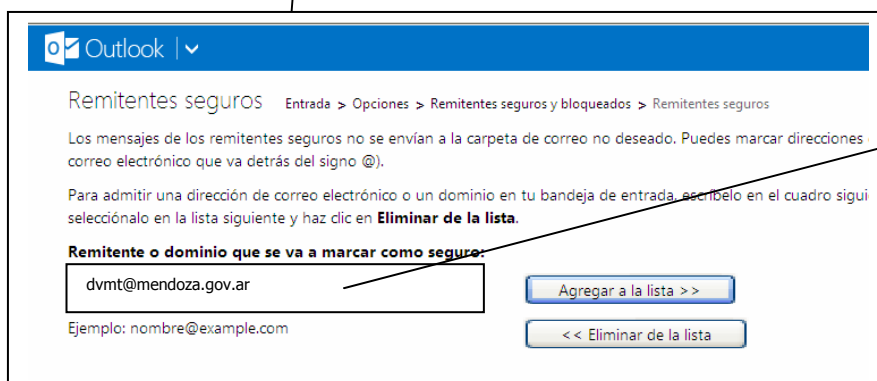 Outlook
Remitentes seguros Entrada > Opciones > Remitentes seguros y bloqueados > Remitentes seguros
Los mensajes de los remitentes seguros no se envían a la carpeta de correo no deseado. Puedes marcar direcciones
correo electrónico que va detrás del signo @).
Para admitir una dirección de correo electrónico o un dominio en tu bandeja de entrada, escríbelo en el cuadro
selecciónalo en la lista siguiente y haz clic en Eliminar de la lista.
Remitente o dominio que se va a marcar como seguro:
dvmt@mendoza.gov.ar
Agregar a la lista >>
Ejemplo: nombre@example.com
<< Eliminar de la lista